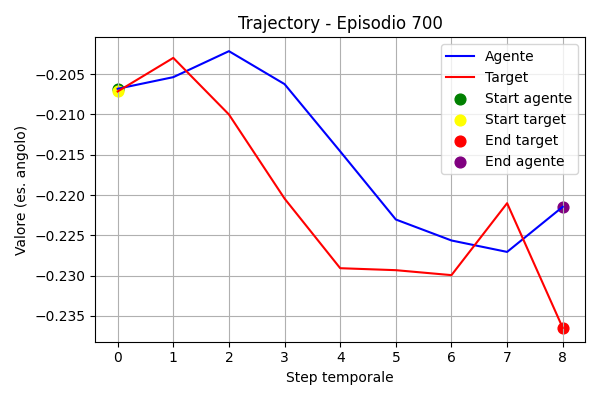 Trajectory - Episodio 700
Valore (es. angolo)
−0.205
−0.210
−0.215
−0.220
−0.225
−0.230
−0.235
Agente
Target
Start agente
Start target
End target
End agente
0 1 2 3 4 5 6 7 8
Step temporale